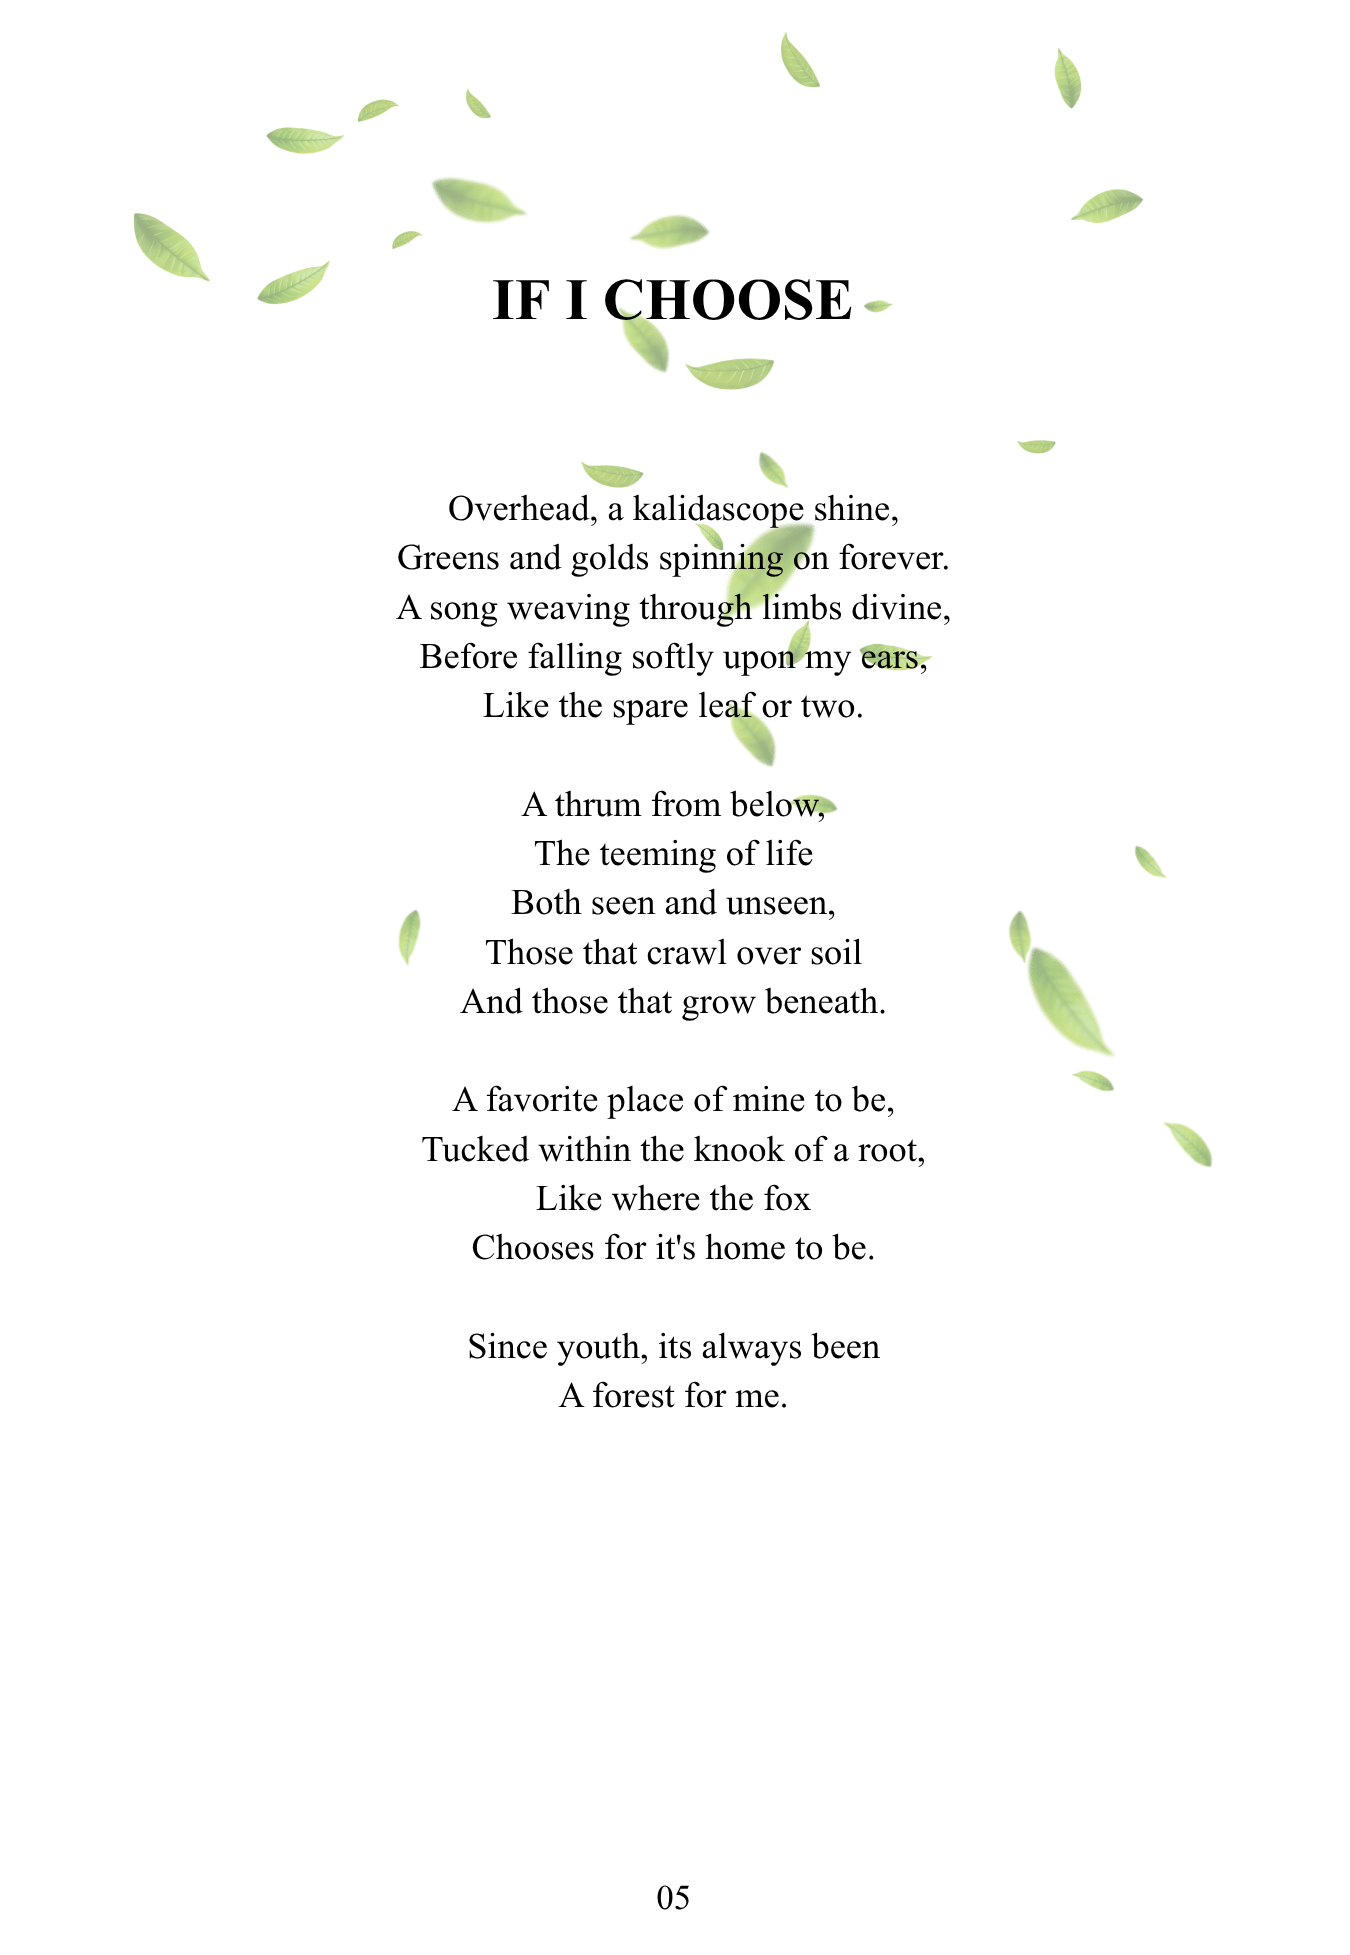 IF I CHOOSE
Overhead, a kalidascope shine,
Greens and golds spinning on forever.
A song weaving through limbs divine,
Before falling softly upon my ears,
Like the spare leaf or two.
A thrum from below,
The teeming of life
Both seen and unseen,
Those that crawl over soil
And those that grow beneath.
A favorite place of mine to be,
Tucked within the knook of a root,
Like where the fox
Chooses for it's home to be.
Since youth, its always been
A forest for me.
05